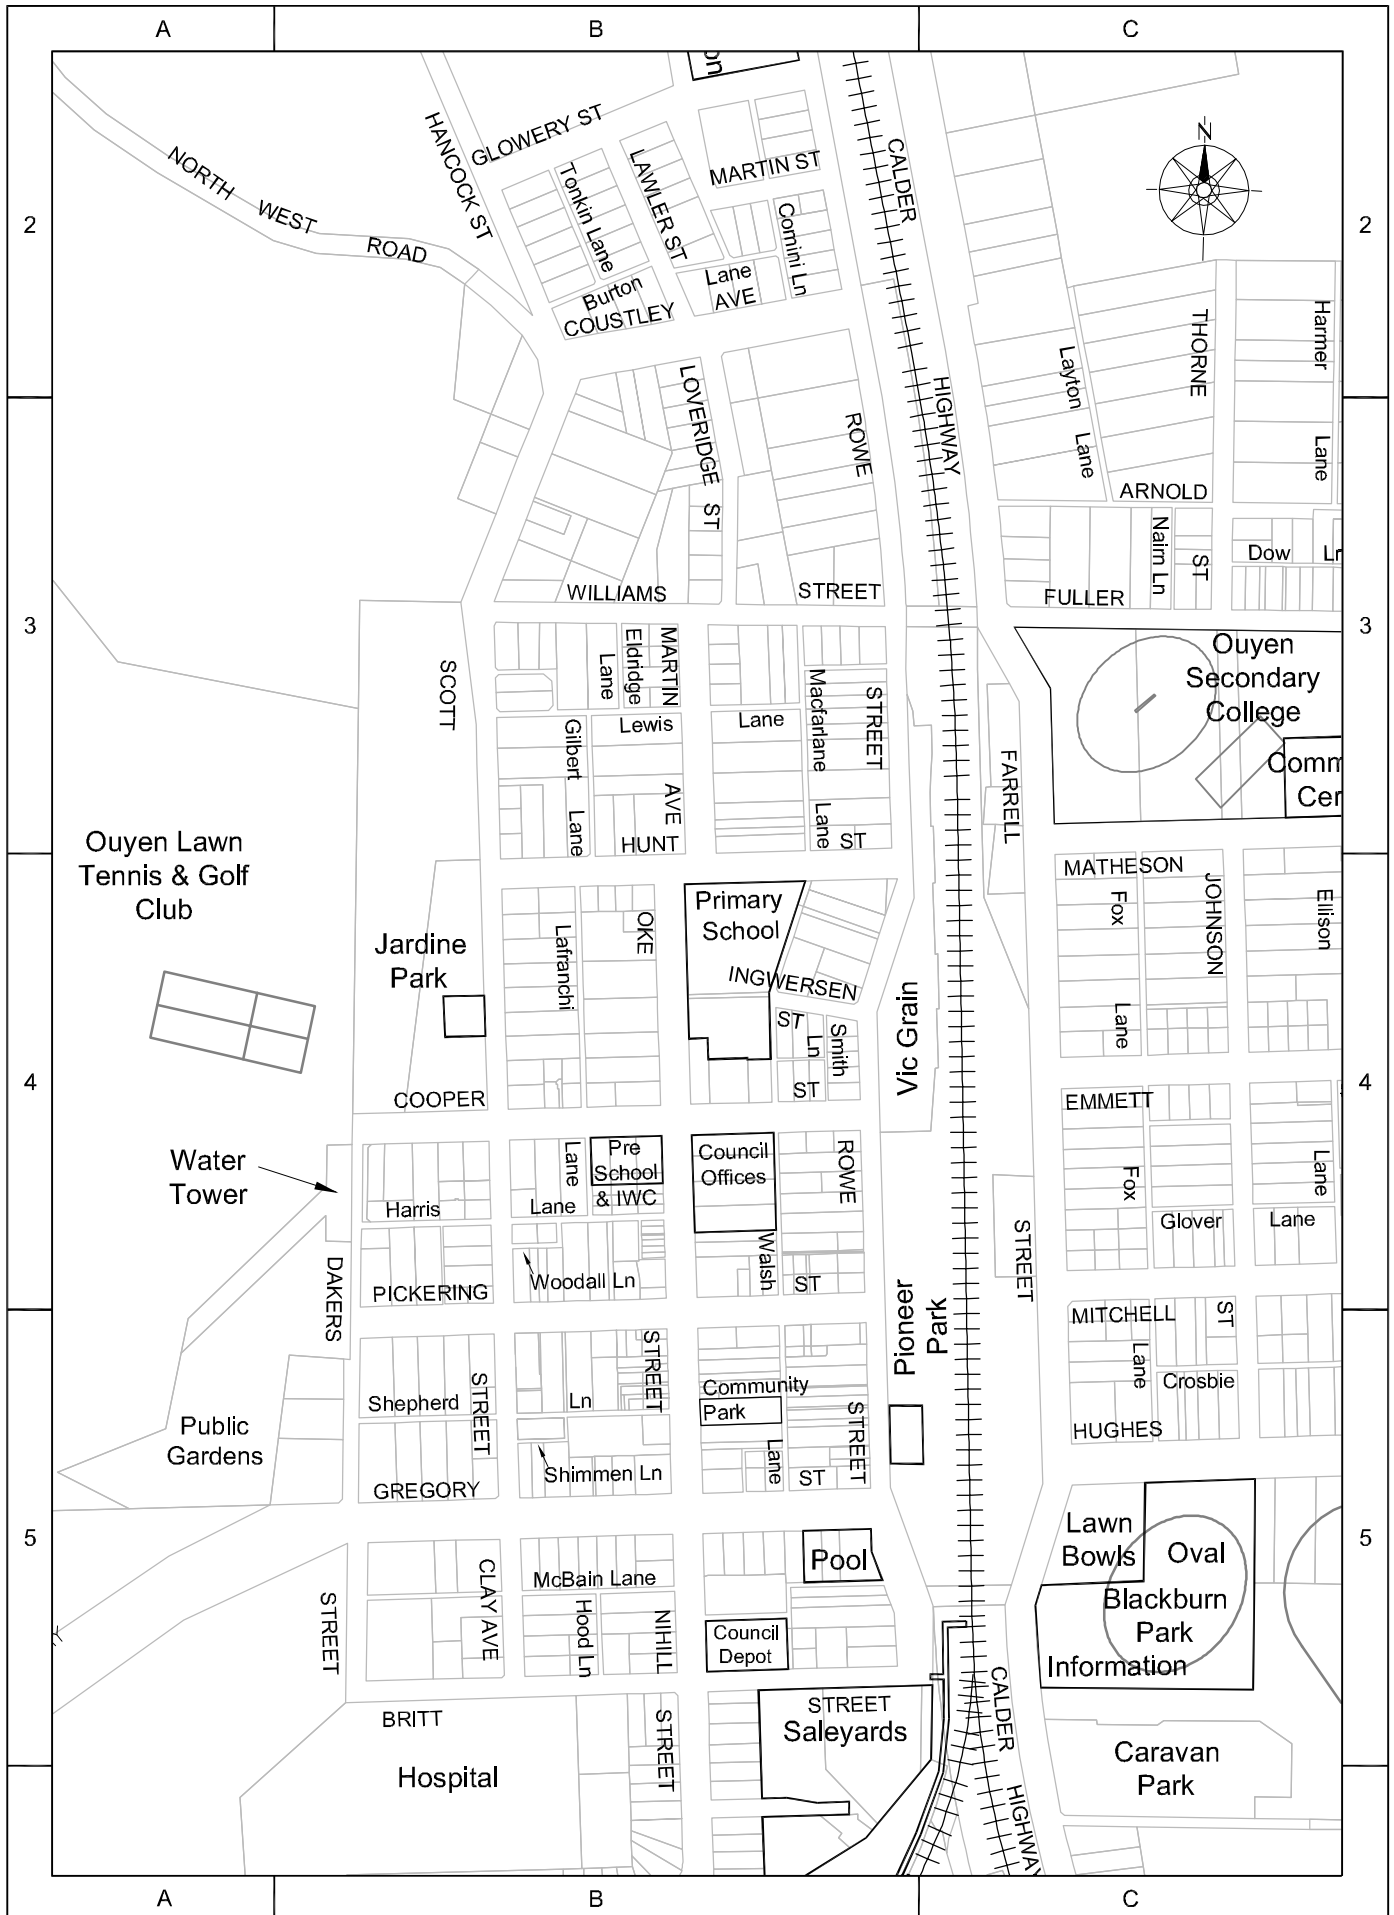 A
B
C
on
GLOWERY ST
HANCOCK ST
CALDER
N
NORTH
WEST
ROAD
MARTIN ST
Tonkin Lane
LAWLER ST
Comini Ln
2
2
Burton
Lane
AVE
COUSTLEY
THORNE
Harmer
Layton
Lane
HIGHWAY
LOVERIDGE
ST
ROWE
Lane
ARNOLD
Nairn Ln
ST
Dow
WILLIAMS
STREET
FULLER
3
3
SCOTT
Lane
Eldridge
MARTIN
Ouyen
Secondary
College
Macfarlane
STREET
Gilbert
Lewis
Lane
FARRELL
Comm
Cer
AVE
Lane
HUNT
Lane
ST
Ouyen Lawn
Tennis & Golf
Club
MATHESON
Primary
School
Fox
JOHNSON
Ellison
Jardine
Park
Lafranchi
OKE
INGWERSEN
Vic Grain
ST
Ln
Smith
Lane
4
4
COOPER
ST
EMMETT
Water
Tower
Lane
Pre
School
& IWC
Council
Offices
ROWE
Fox
Lane
Harris
Lane
Glover
Lane
DAKERS
Woodall Ln
Walsh
STREET
PICKERING
ST
Pioneer
Park
MITCHELL
ST
STREET
STREET
Lane
Shepherd
Ln
Community
Park
Crosbie
Public
Gardens
STREET
HUGHES
Shimmen Ln
Lane
GREGORY
ST
5
5
Lawn
Bowls
Oval
Pool
McBain Lane
CLAY AVE
Hood Ln
NIHILL
STREET
Blackburn
Park
Council
Depot
Information
CALDER
BRITT
STREET
STREET
Saleyards
Hospital
Caravan
Park
HIGHWAY
A
B
C